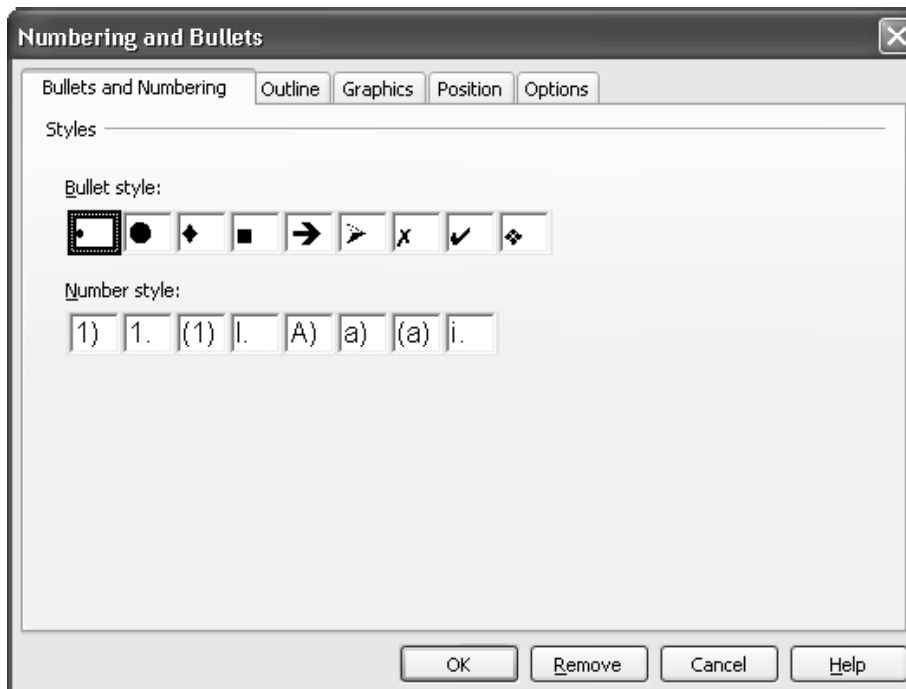 Numbering and Bullets
Bullets and Numbering Outline Graphics Position Options
Styles
Bullet style:
Number style:
1) 1. (1) I. A) a) (a) i.
OK Remove Cancel Help